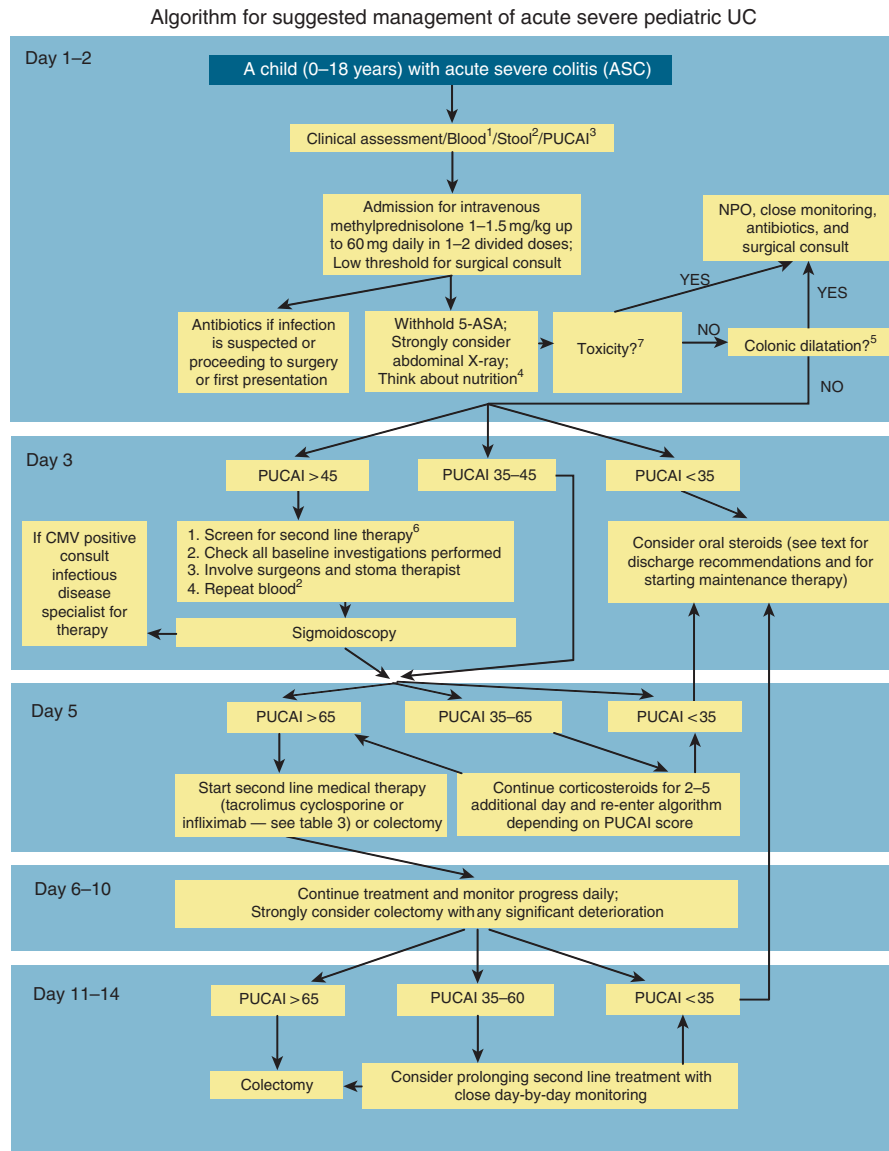 Algorithm for suggested management of acute severe pediatric UC
Day 1–2
A child (0–18 years) with acute severe colitis (ASC)
Clinical assessment/Blood¹/Stool²/PUCAI³
Admission for intravenous
methylprednisolone 1–1.5 mg/kg up
to 60 mg daily in 1–2 divided doses;
Low threshold for surgical consult
NPO, close monitoring,
antibiotics, and
surgical consult
YES
YES
Antibiotics if infection
is suspected or
proceeding to surgery
or first presentation
Withhold 5-ASA;
Strongly consider
abdominal X-ray;
Think about nutrition⁴
Toxicity?⁷
NO
Colonic dilatation?⁵
NO
Day 3
PUCAI >45
PUCAI 35–45
PUCAI <35
If CMV positive
consult
infectious
disease
specialist for
therapy
1. Screen for second line therapy⁶
2. Check all baseline investigations performed
3. Involve surgeons and stoma therapist
4. Repeat blood²
Consider oral steroids (see text for
discharge recommendations and for
starting maintenance therapy)
Sigmoidoscopy
Day 5
PUCAI >65
PUCAI 35–65
PUCAI <35
Start second line medical therapy
(tacrolimus cyclosporine or
infliximab — see table 3) or colectomy
Continue corticosteroids for 2–5
additional day and re-enter algorithm
depending on PUCAI score
Day 6–10
Continue treatment and monitor progress daily;
Strongly consider colectomy with any significant deterioration
Day 11–14
PUCAI >65
PUCAI 35–60
PUCAI <35
Colectomy
Consider prolonging second line treatment with
close day-by-day monitoring